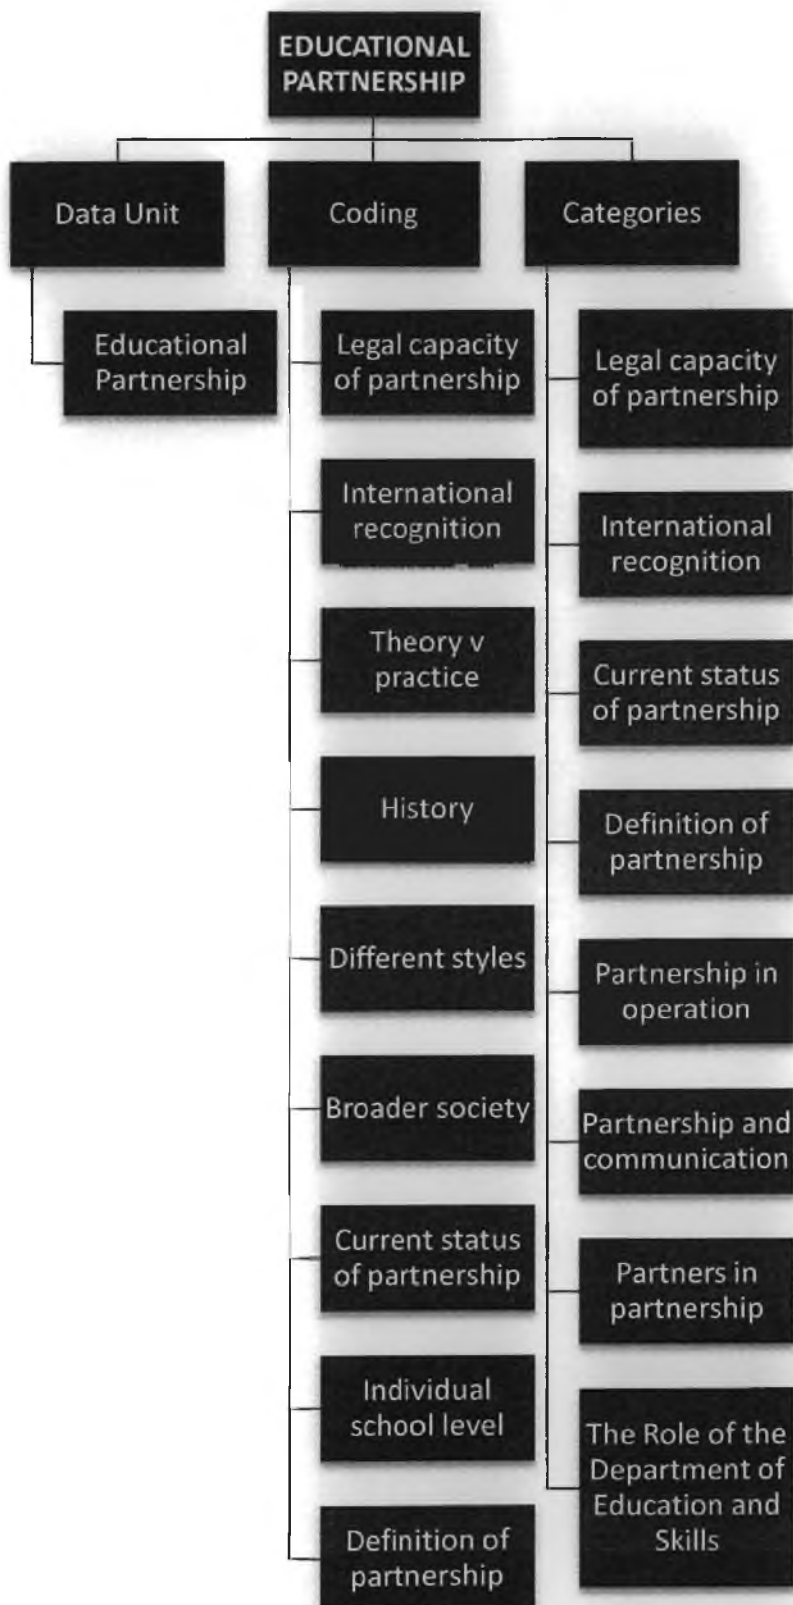 EDUCATIONAL
PARTNERSHIP
Data Unit
Coding
Categories
Educational
Partnership
Legal capacity
of partnership
International
recognition
Theory v
practice
History
Different styles
Broader society
Current status
of partnership
Individual
school level
Definition of
partnership
Legal capacity
of partnership
International
recognition
Current status
of partnership
Definition of
partnership
Partnership in
operation
Partnership and
communication
Partners in
partnership
The Role of the
Department of
Education and
Skills